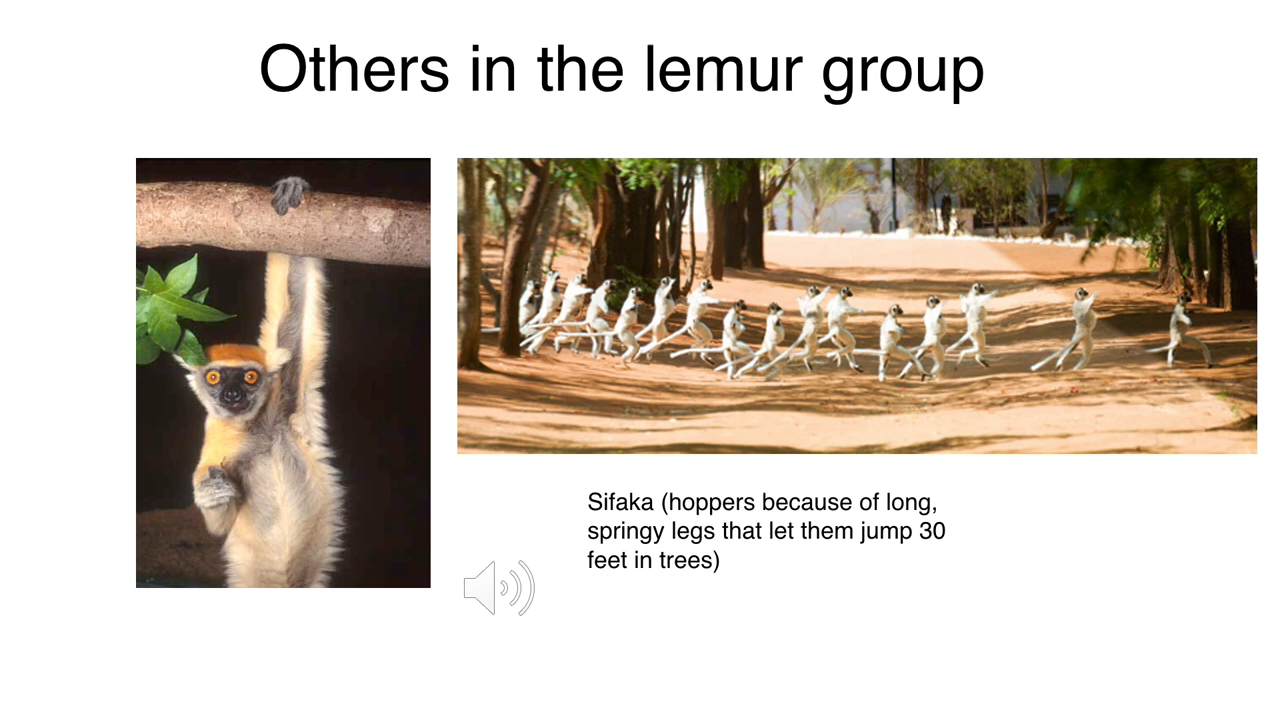 Others in the lemur group
Sifaka (hoppers because of long,
springy legs that let them jump 30
feet in trees)